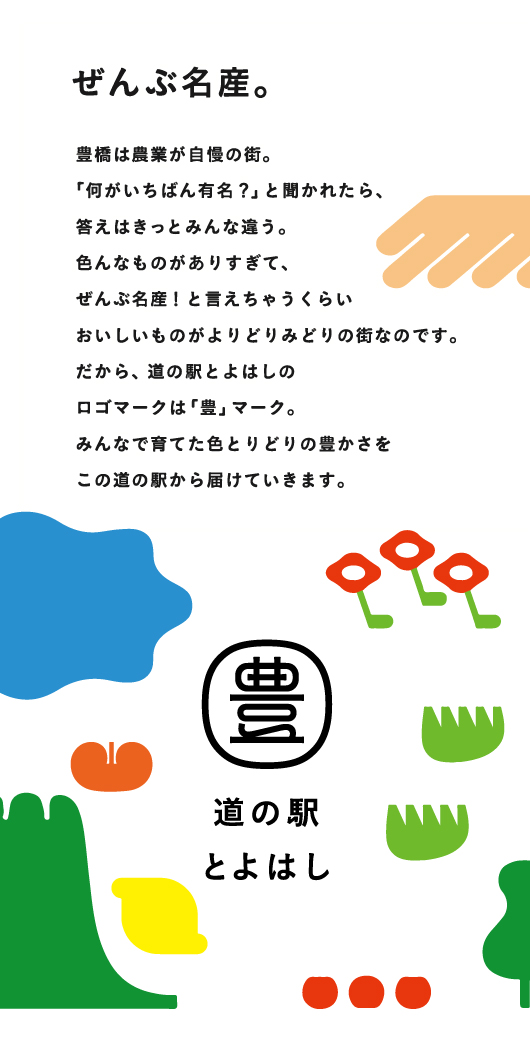 ぜんぶ名産。
豊橋は農業が自慢の街。
「何がいちばん有名？」と聞かれたら、
答えはきっとみんな違う。
色んなものがありすぎて、
ぜんぶ名産！と言えちゃうくらい
おいしいものがよりどりみどりの街なのです。
だから、道の駅とよはしの
ロゴマークは「豊」マーク。
みんなで育てた色とりどりの豊かさを
この道の駅から届けていきます。
豊
道の駅
とよはし